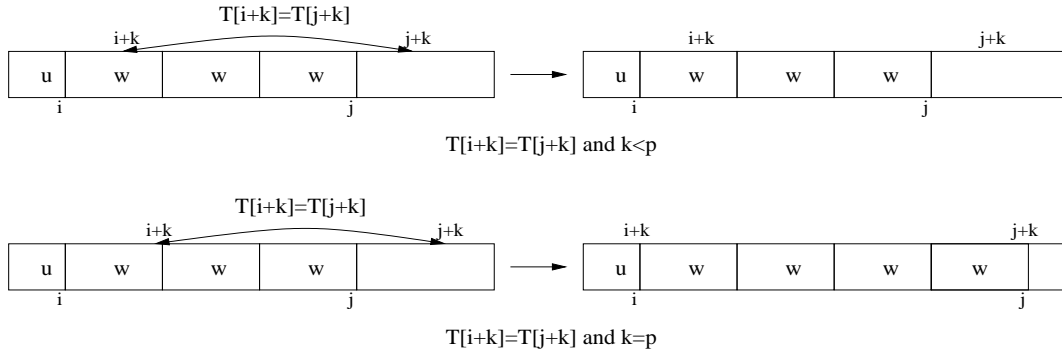 T[i+k]=T[j+k]
i+k j+k i+k j+k
u w w w u w w w
i j i j
T[i+k]=T[j+k] and k<p
T[i+k]=T[j+k]
i+k j+k i+k j+k
u w w w u w w w w
i j i j
T[i+k]=T[j+k] and k=p